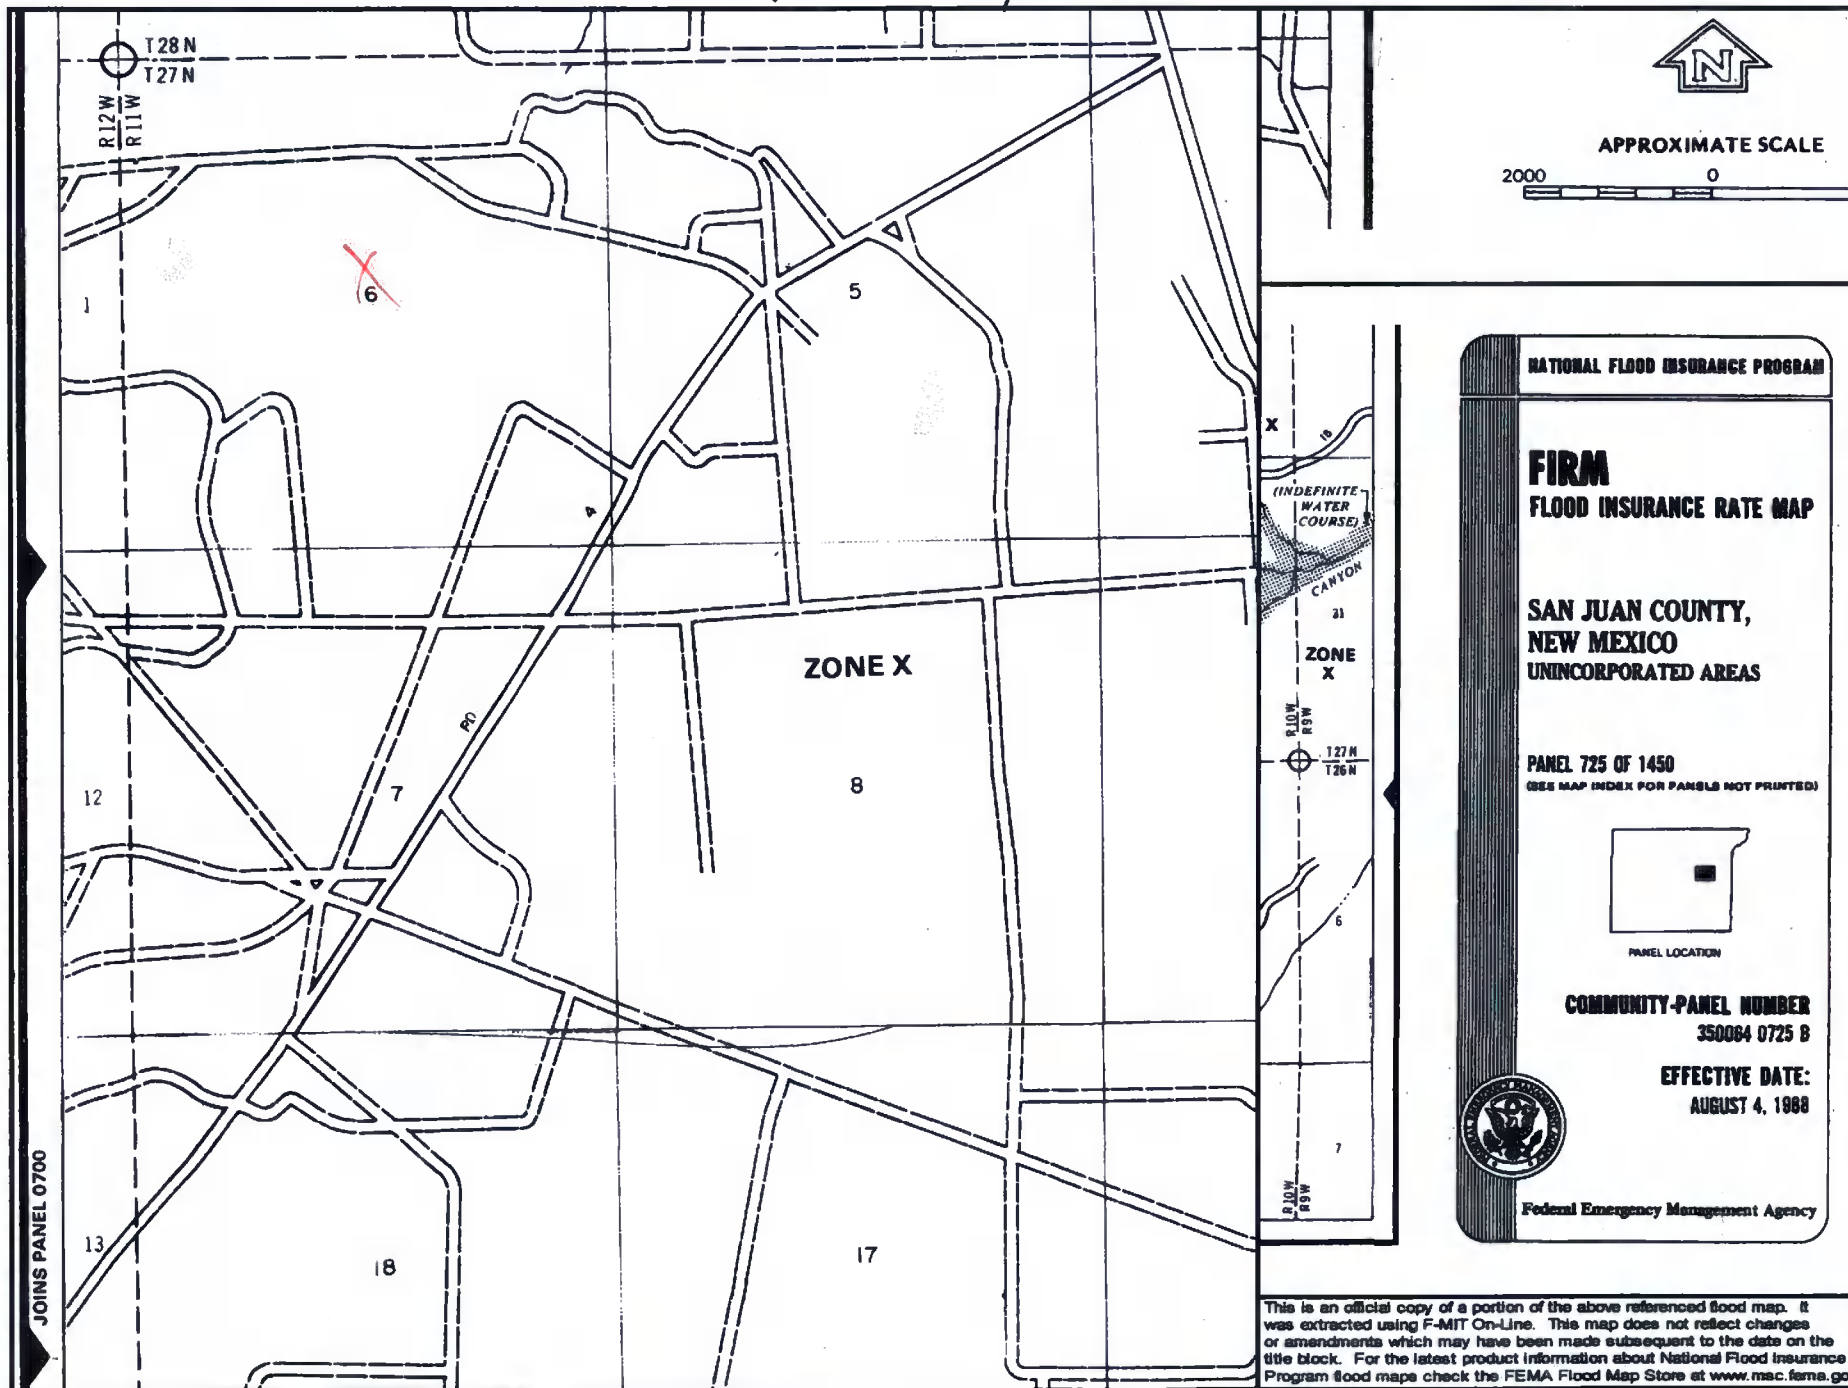 T28N
T27N
R12W
R11W
1
6
5
4
RD
ZONE X
12
7
8
13
18
17
JOINS PANEL 0700
APPROXIMATE SCALE
2000 0
N
X
18
(INDEFINITE
WATER
COURSE)
CANYON
31
ZONE
X
R10W
R9W
T27N
T26N
6
7
R10W
R9W
NATIONAL FLOOD INSURANCE PROGRAM
FIRM
FLOOD INSURANCE RATE MAP
SAN JUAN COUNTY,
NEW MEXICO
UNINCORPORATED AREAS
PANEL 725 OF 1450
(SEE MAP INDEX FOR PANELS NOT PRINTED)
PANEL LOCATION
COMMUNITY-PANEL NUMBER
350064 0725 B
EFFECTIVE DATE:
AUGUST 4, 1988
Federal Emergency Management Agency
This is an official copy of a portion of the above referenced flood map. It
was extracted using F-MIT On-Line. This map does not reflect changes
or amendments which may have been made subsequent to the date on the
title block. For the latest product information about National Flood Insurance
Program flood maps check the FEMA Flood Map Store at www.msc.fema.g